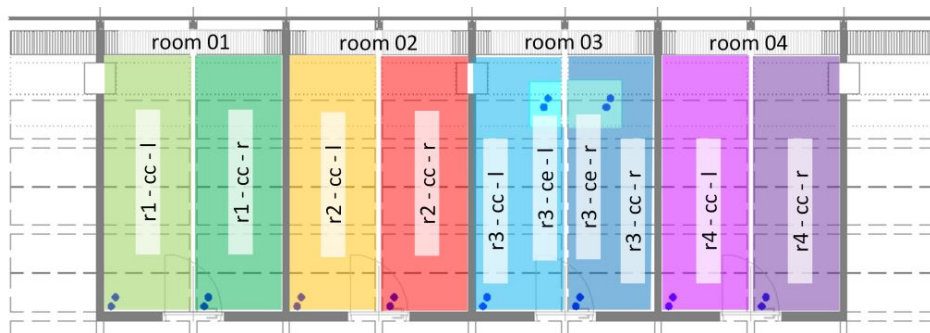 room 01
room 02
room 03
room 04
r1 - cc - l
r1 - cc - r
r2 - cc - l
r2 - cc - r
r3 - cc - l
r3 - ce - l
r3 - ce - r
r3 - cc - r
r4 - cc - l
r4 - cc - r